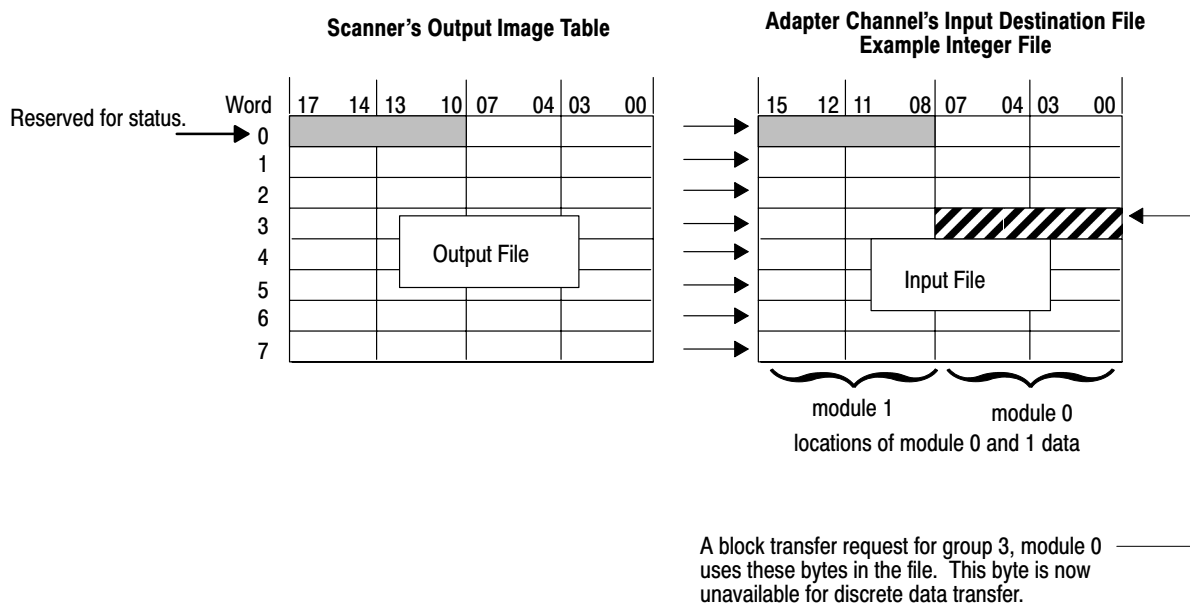 Scanner's Output Image Table
Adapter Channel's Input Destination File
Example Integer File
Reserved for status.
Word 17 14 13 10 07 04 03 00
15 12 11 08 07 04 03 00
0
1
2
3
4
5
6
7
Output File
Input File
module 1
module 0
locations of module 0 and 1 data
A block transfer request for group 3, module 0
uses these bytes in the file. This byte is now
unavailable for discrete data transfer.